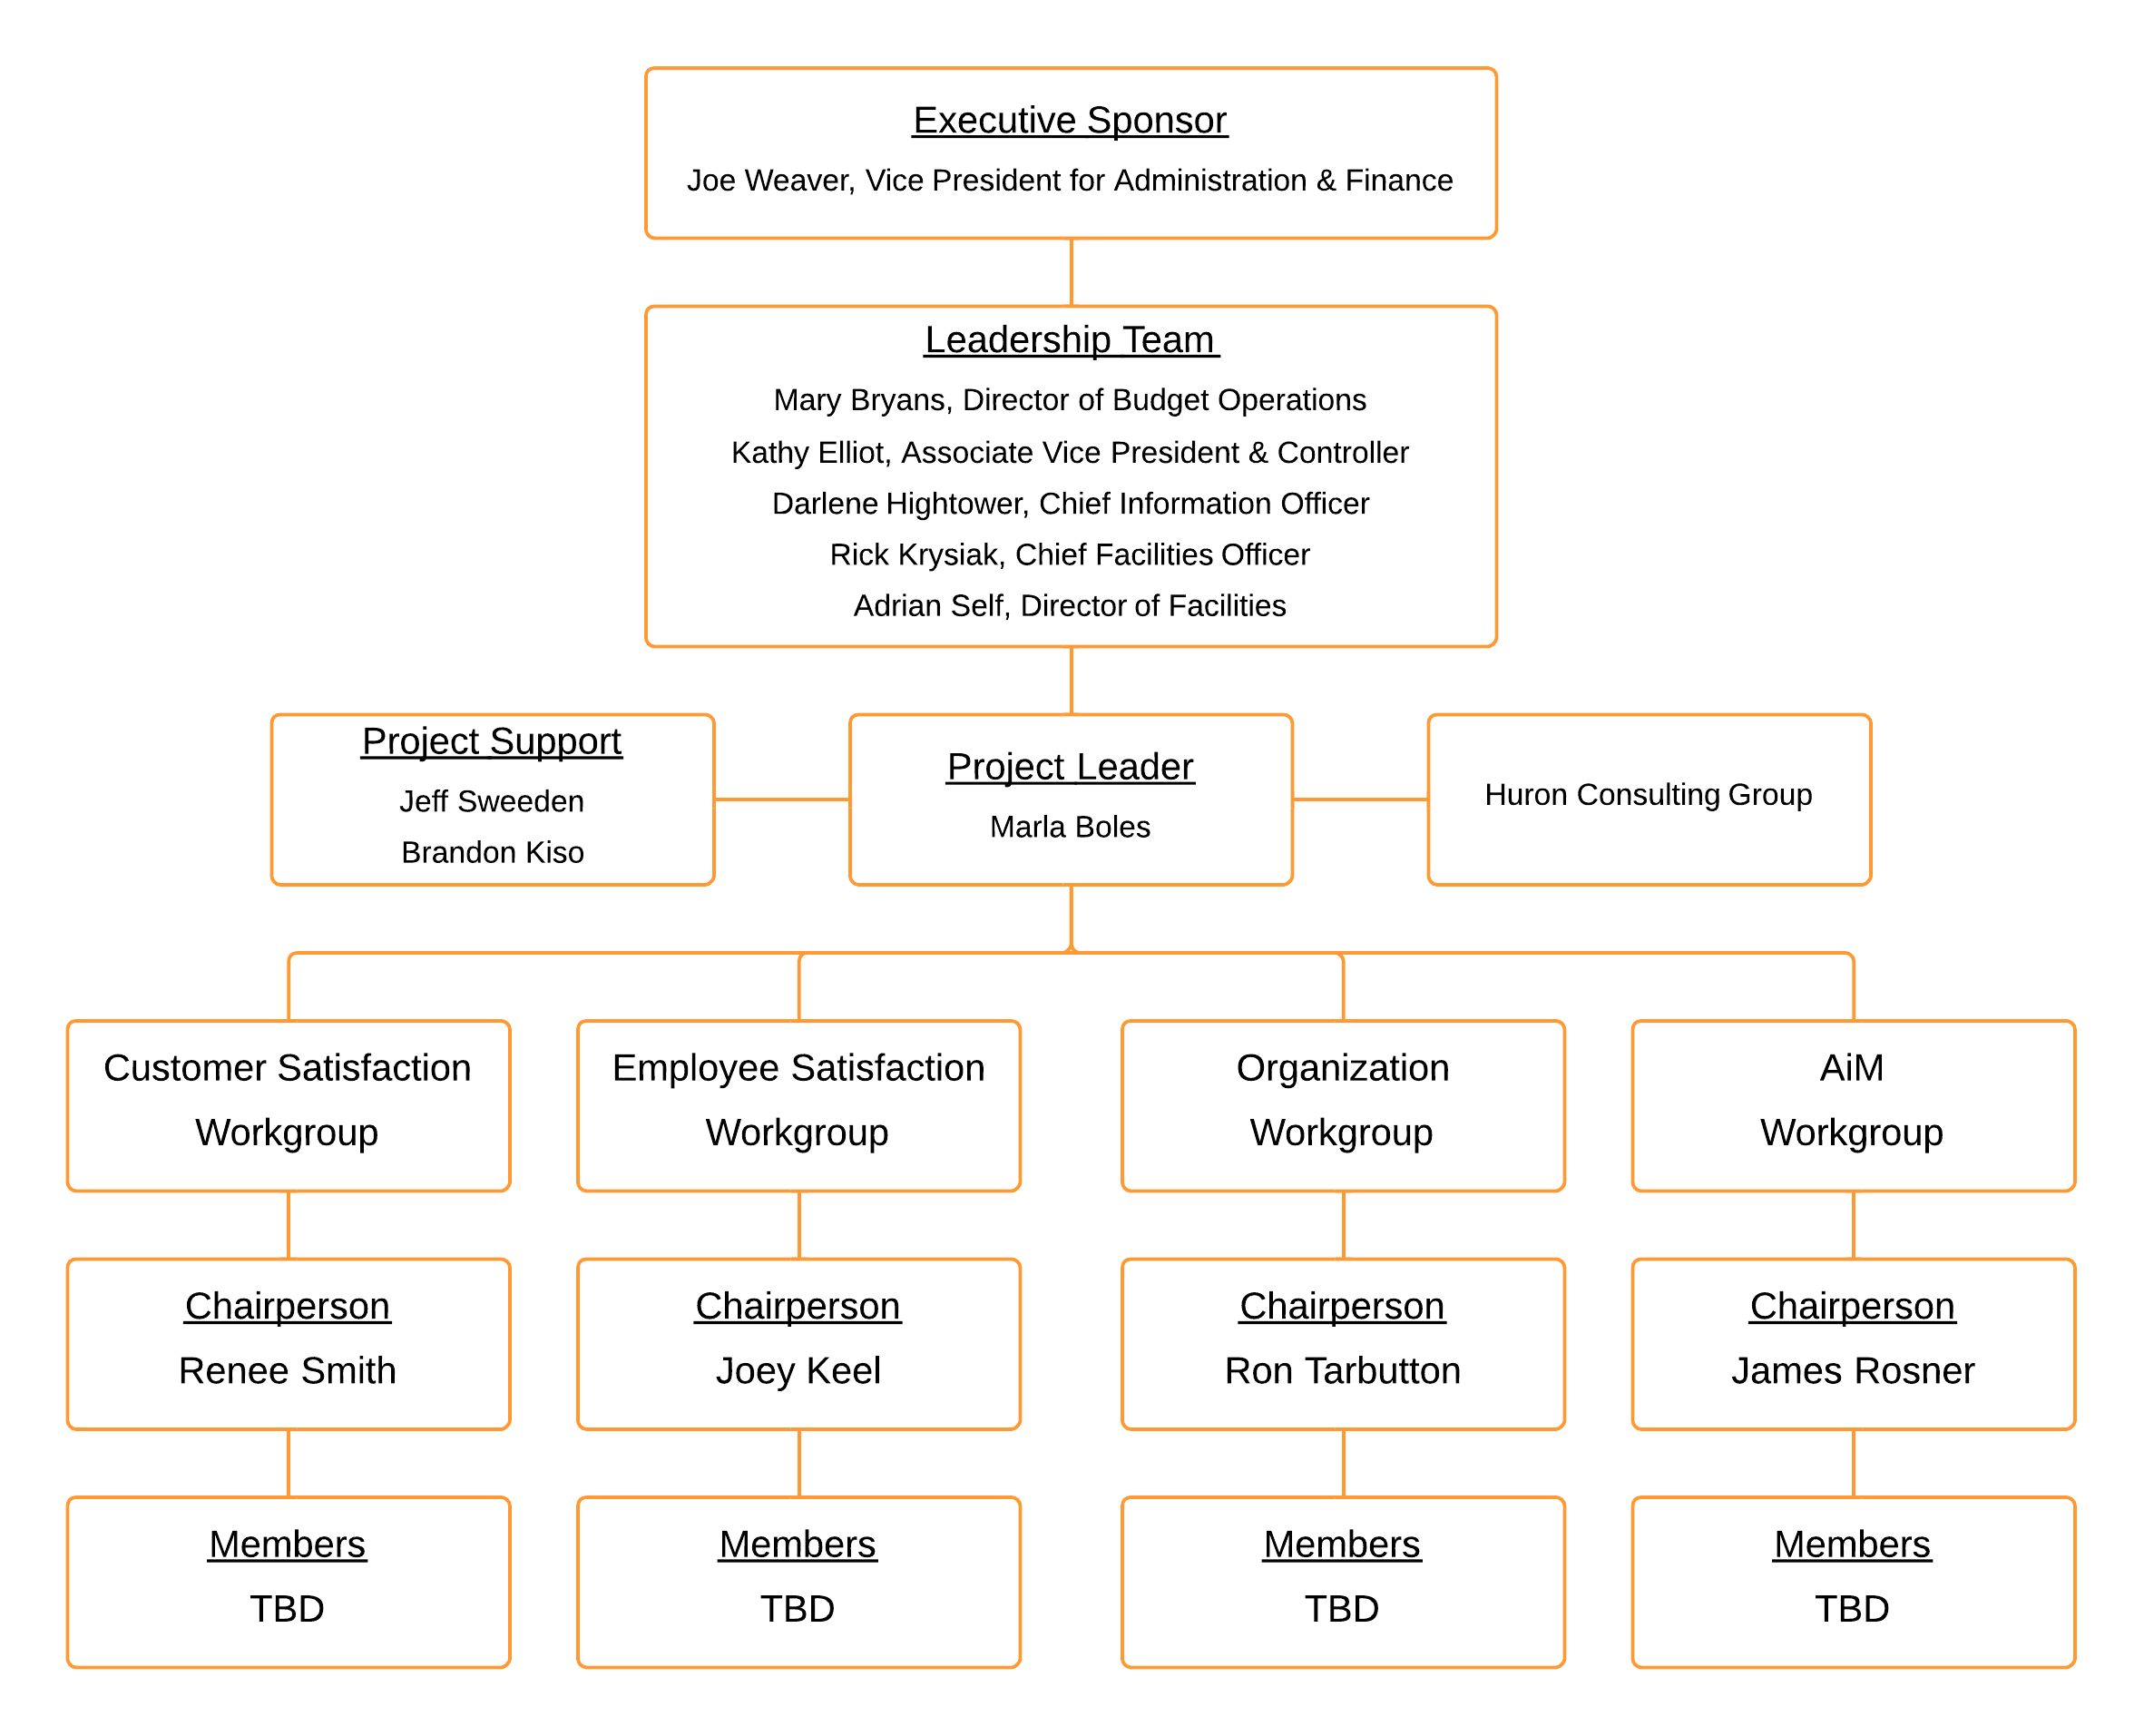 Executive Sponsor
Joe Weaver, Vice President for Administration & Finance
Leadership Team
Mary Bryans, Director of Budget Operations
Kathy Elliot, Associate Vice President & Controller
Darlene Hightower, Chief Information Officer
Rick Krysiak, Chief Facilities Officer
Adrian Self, Director of Facilities
Project Support
Jeff Sweeden
Brandon Kiso
Project Leader
Marla Boles
Huron Consulting Group
Customer Satisfaction
Workgroup
Employee Satisfaction
Workgroup
Organization
Workgroup
AiM
Workgroup
Chairperson
Renee Smith
Chairperson
Joey Keel
Chairperson
Ron Tarbutton
Chairperson
James Rosner
Members
TBD
Members
TBD
Members
TBD
Members
TBD